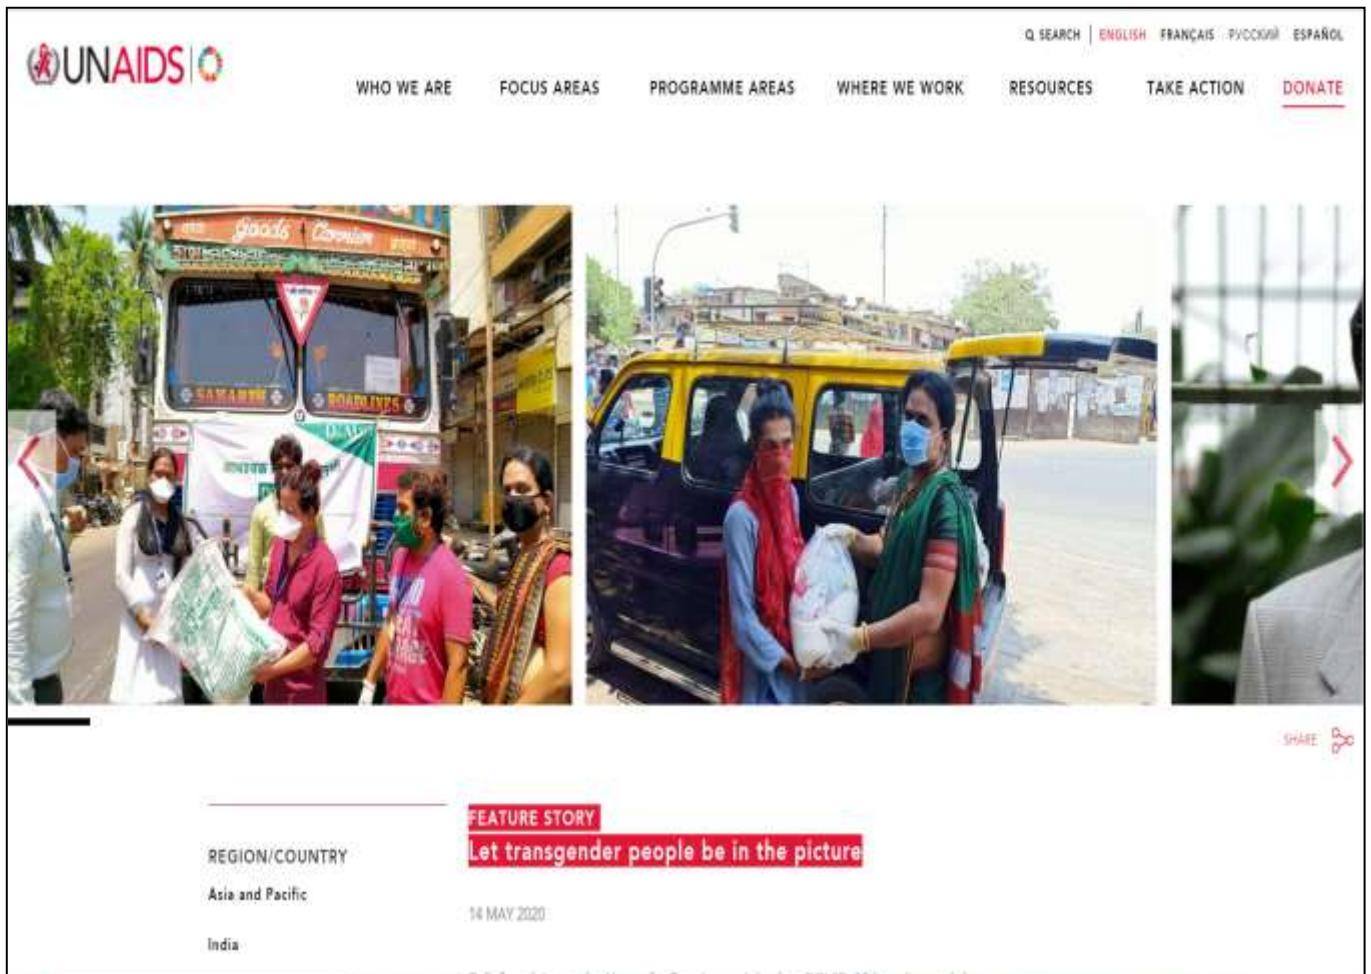 SEARCH | ENGLISH FRANÇAIS РУССКИЙ ESPAÑOL
UNAIDS
WHO WE ARE FOCUS AREAS PROGRAMME AREAS WHERE WE WORK RESOURCES TAKE ACTION DONATE
Goods Carrier
ROADLINES
SHARE
FEATURE STORY
Let transgender people be in the picture
REGION/COUNTRY
Asia and Pacific
14 MAY 2020
India